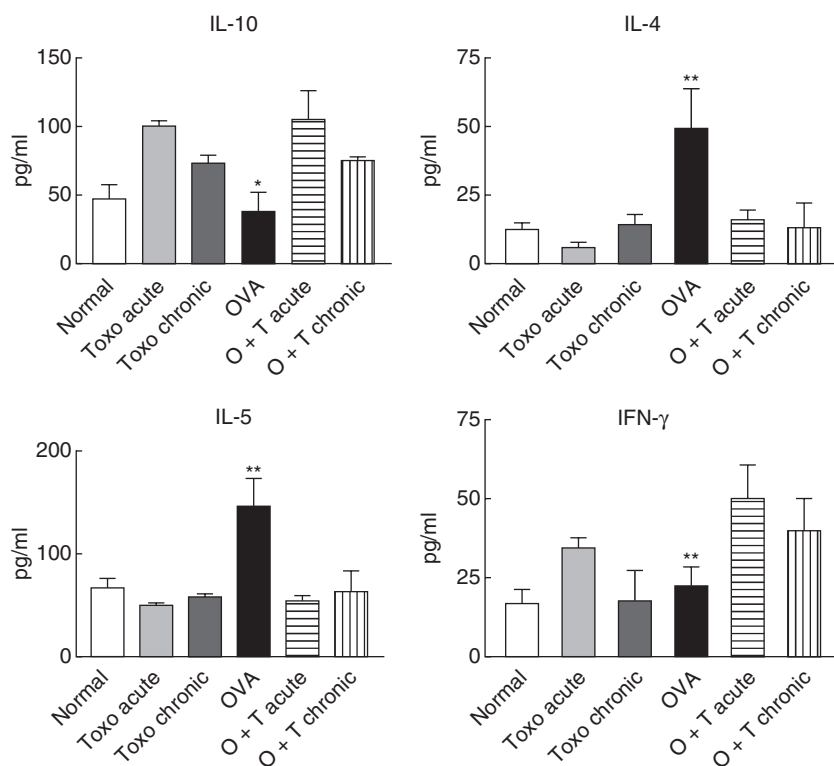 IL-10
pg/ml
150
100
50
0
*
Normal
Toxo acute
Toxo chronic
OVA
O + T acute
O + T chronic
IL-4
pg/ml
75
50
25
0
**
Normal
Toxo acute
Toxo chronic
OVA
O + T acute
O + T chronic
IL-5
pg/ml
200
100
0
**
Normal
Toxo acute
Toxo chronic
OVA
O + T acute
O + T chronic
IFN-γ
pg/ml
75
50
25
0
**
Normal
Toxo acute
Toxo chronic
OVA
O + T acute
O + T chronic